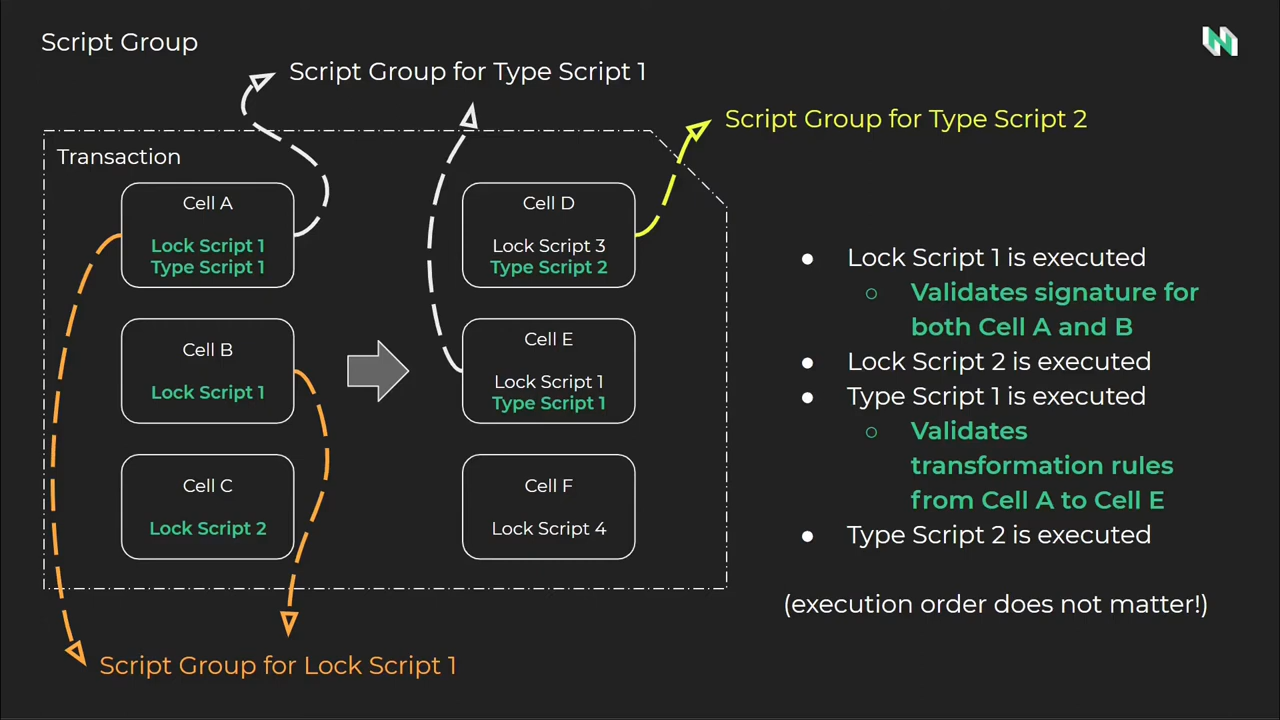 Script Group
Script Group for Type Script 1
Script Group for Type Script 2
Transaction
Cell A
Lock Script 1
Type Script 1
Cell B
Lock Script 1
Cell C
Lock Script 2
Cell D
Lock Script 3
Type Script 2
Cell E
Lock Script 1
Type Script 1
Cell F
Lock Script 4
Script Group for Lock Script 1
● Lock Script 1 is executed
○ Validates signature for
both Cell A and B
● Lock Script 2 is executed
● Type Script 1 is executed
○ Validates
transformation rules
from Cell A to Cell E
● Type Script 2 is executed
(execution order does not matter!)